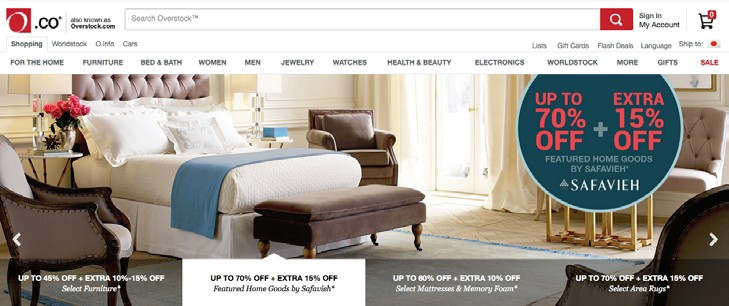 O.co®
also known as
Overstock.com
Search Overstock™
Sign In
My Account
0
Shopping Worldstock O.info Cars
Lists Gift Cards Flash Deals Language Ship to:
FOR THE HOME FURNITURE BED & BATH WOMEN MEN JEWELRY WATCHES HEALTH & BEAUTY ELECTRONICS WORLDSTOCK MORE GIFTS SALE
UP TO
70%
OFF
+
EXTRA
15%
OFF
FEATURED HOME GOODS
BY SAFAVIEH*
SAFAVIEH
UP TO 45% OFF + EXTRA 10%-15% OFF
Select Furniture*
UP TO 70% OFF + EXTRA 15% OFF
Featured Home Goods by Safavieh*
UP TO 60% OFF + EXTRA 10% OFF
Select Mattresses & Memory Foam*
UP TO 70% OFF + EXTRA 15% OFF
Select Area Rugs*